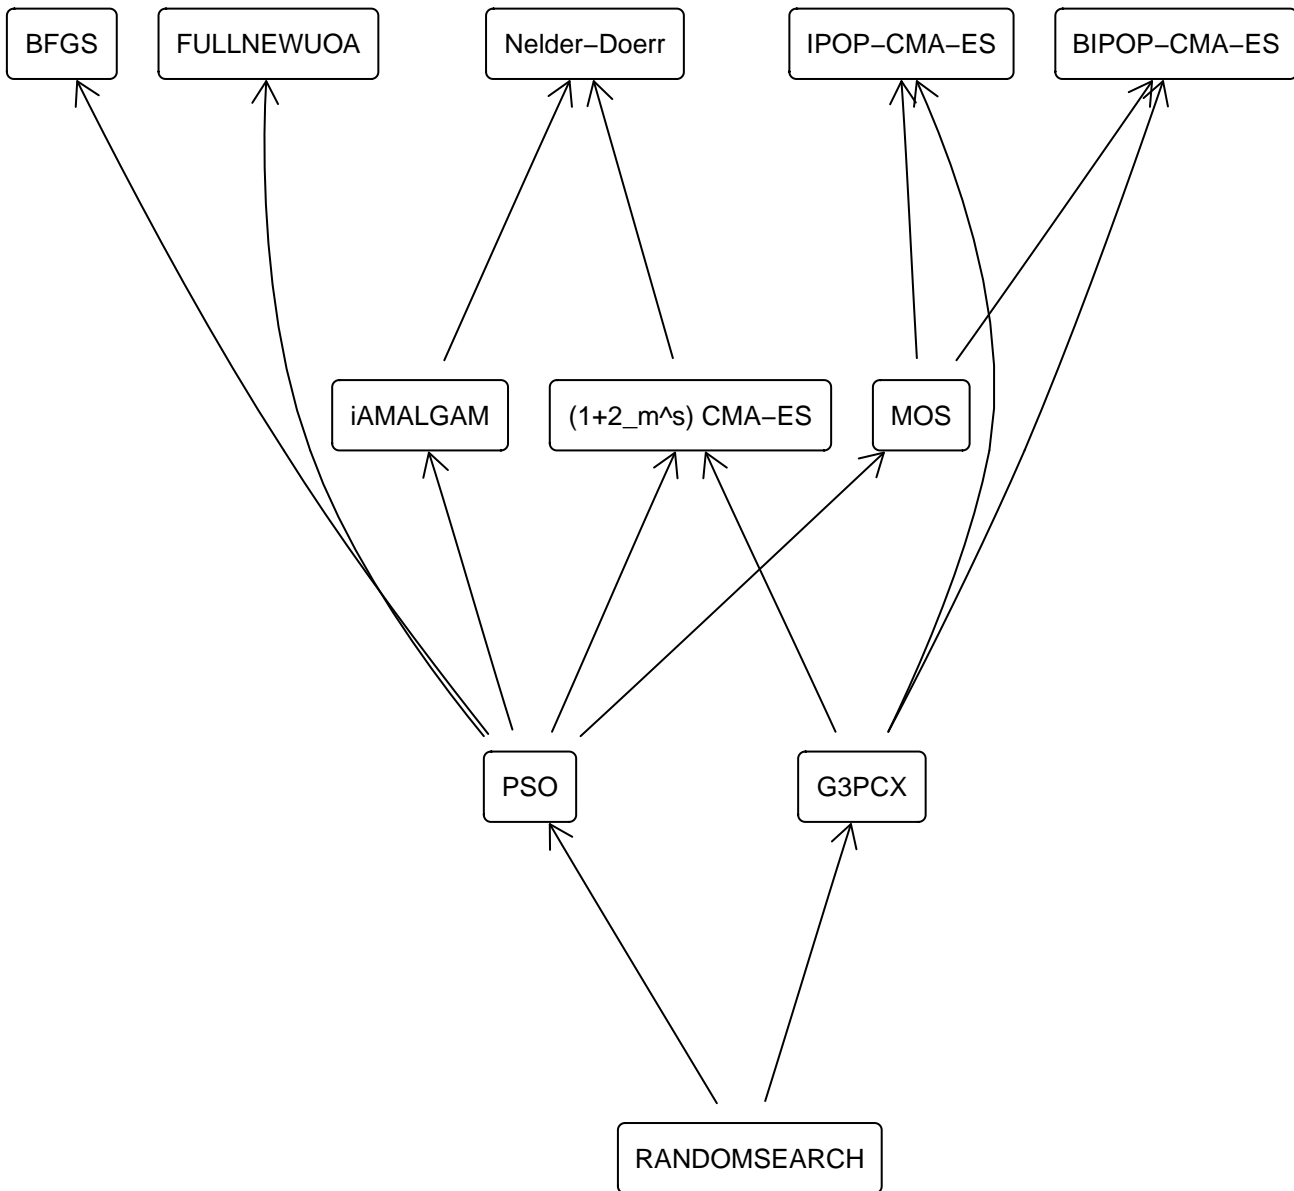 BFGS
FULLNEWUOA
Nelder−Doerr
IPOP−CMA−ES
BIPOP−CMA−ES
iAMALGAM
(1+2_m^s) CMA−ES
MOS
PSO
G3PCX
RANDOMSEARCH